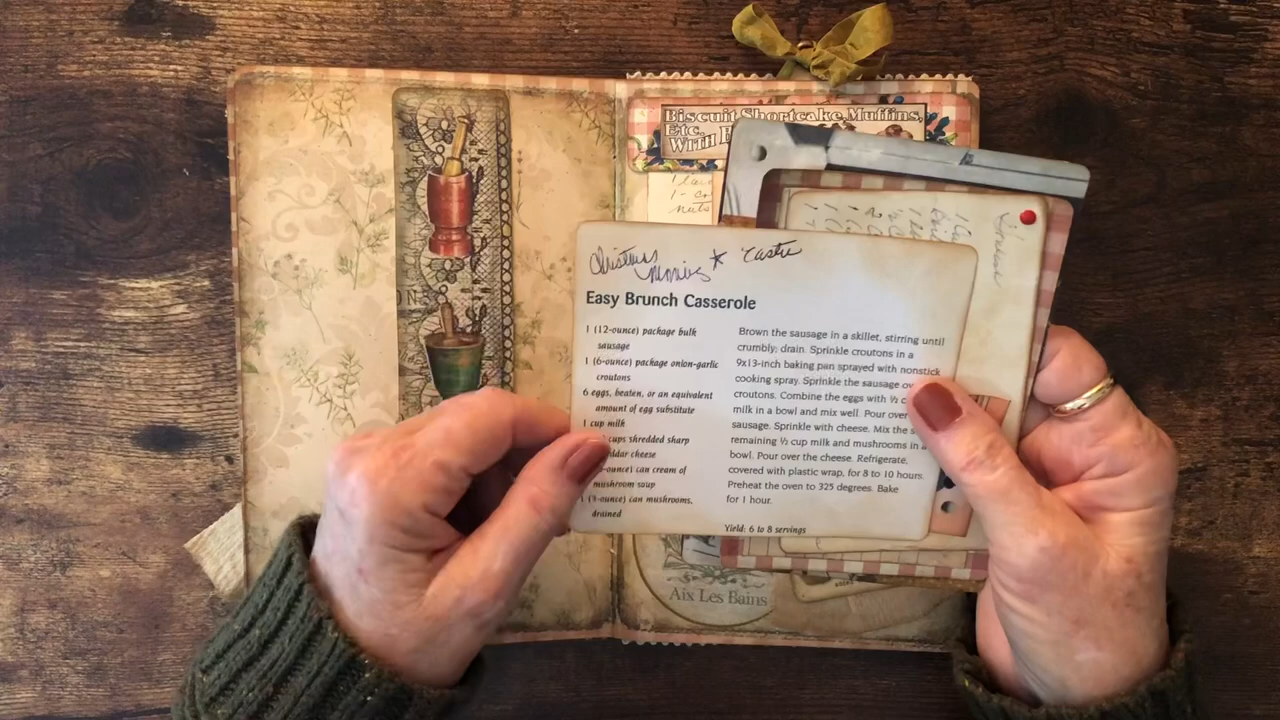 Biscuit Shortcake, Muffins,
Etc.
WITH
nuts
Christmas
Easy Brunch Casserole
1 (12-ounce) package bulk
sausage
1 (6-ounce) package onion-garlic
croutons
6 eggs, beaten, or an equivalent
amount of egg substitute
1 cup milk
cups shredded sharp
cheese
can cream of
mushroom soup
can mushrooms,
drained
Brown the sausage in a skillet, stirring until
crumbly; drain. Sprinkle croutons in a
9x13-inch baking pan sprayed with nonstick
cooking spray. Sprinkle the sausage
croutons. Combine the eggs with ½
milk in a bowl and mix well. Pour over
sausage. Sprinkle with cheese. Mix the
remaining ½ cup milk and mushrooms in
bowl. Pour over the cheese. Refrigerate,
covered with plastic wrap, for 8 to 10 hours.
Preheat the oven to 325 degrees. Bake
for 1 hour.
Yield: 6 to 8 servings
Aix Les Bains